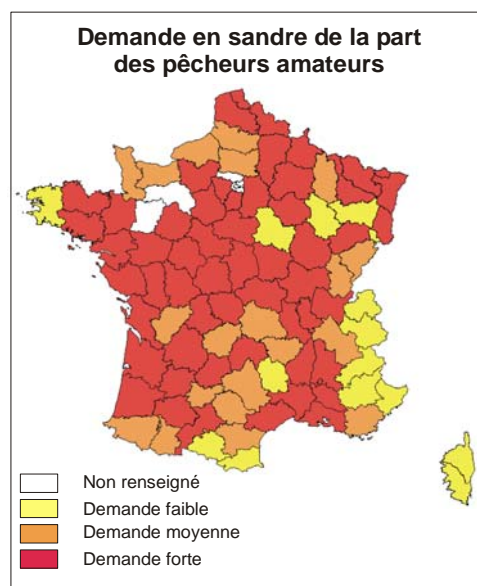 Demande en sandre de la part
des pêcheurs amateurs
Non renseigné
Demande faible
Demande moyenne
Demande forte